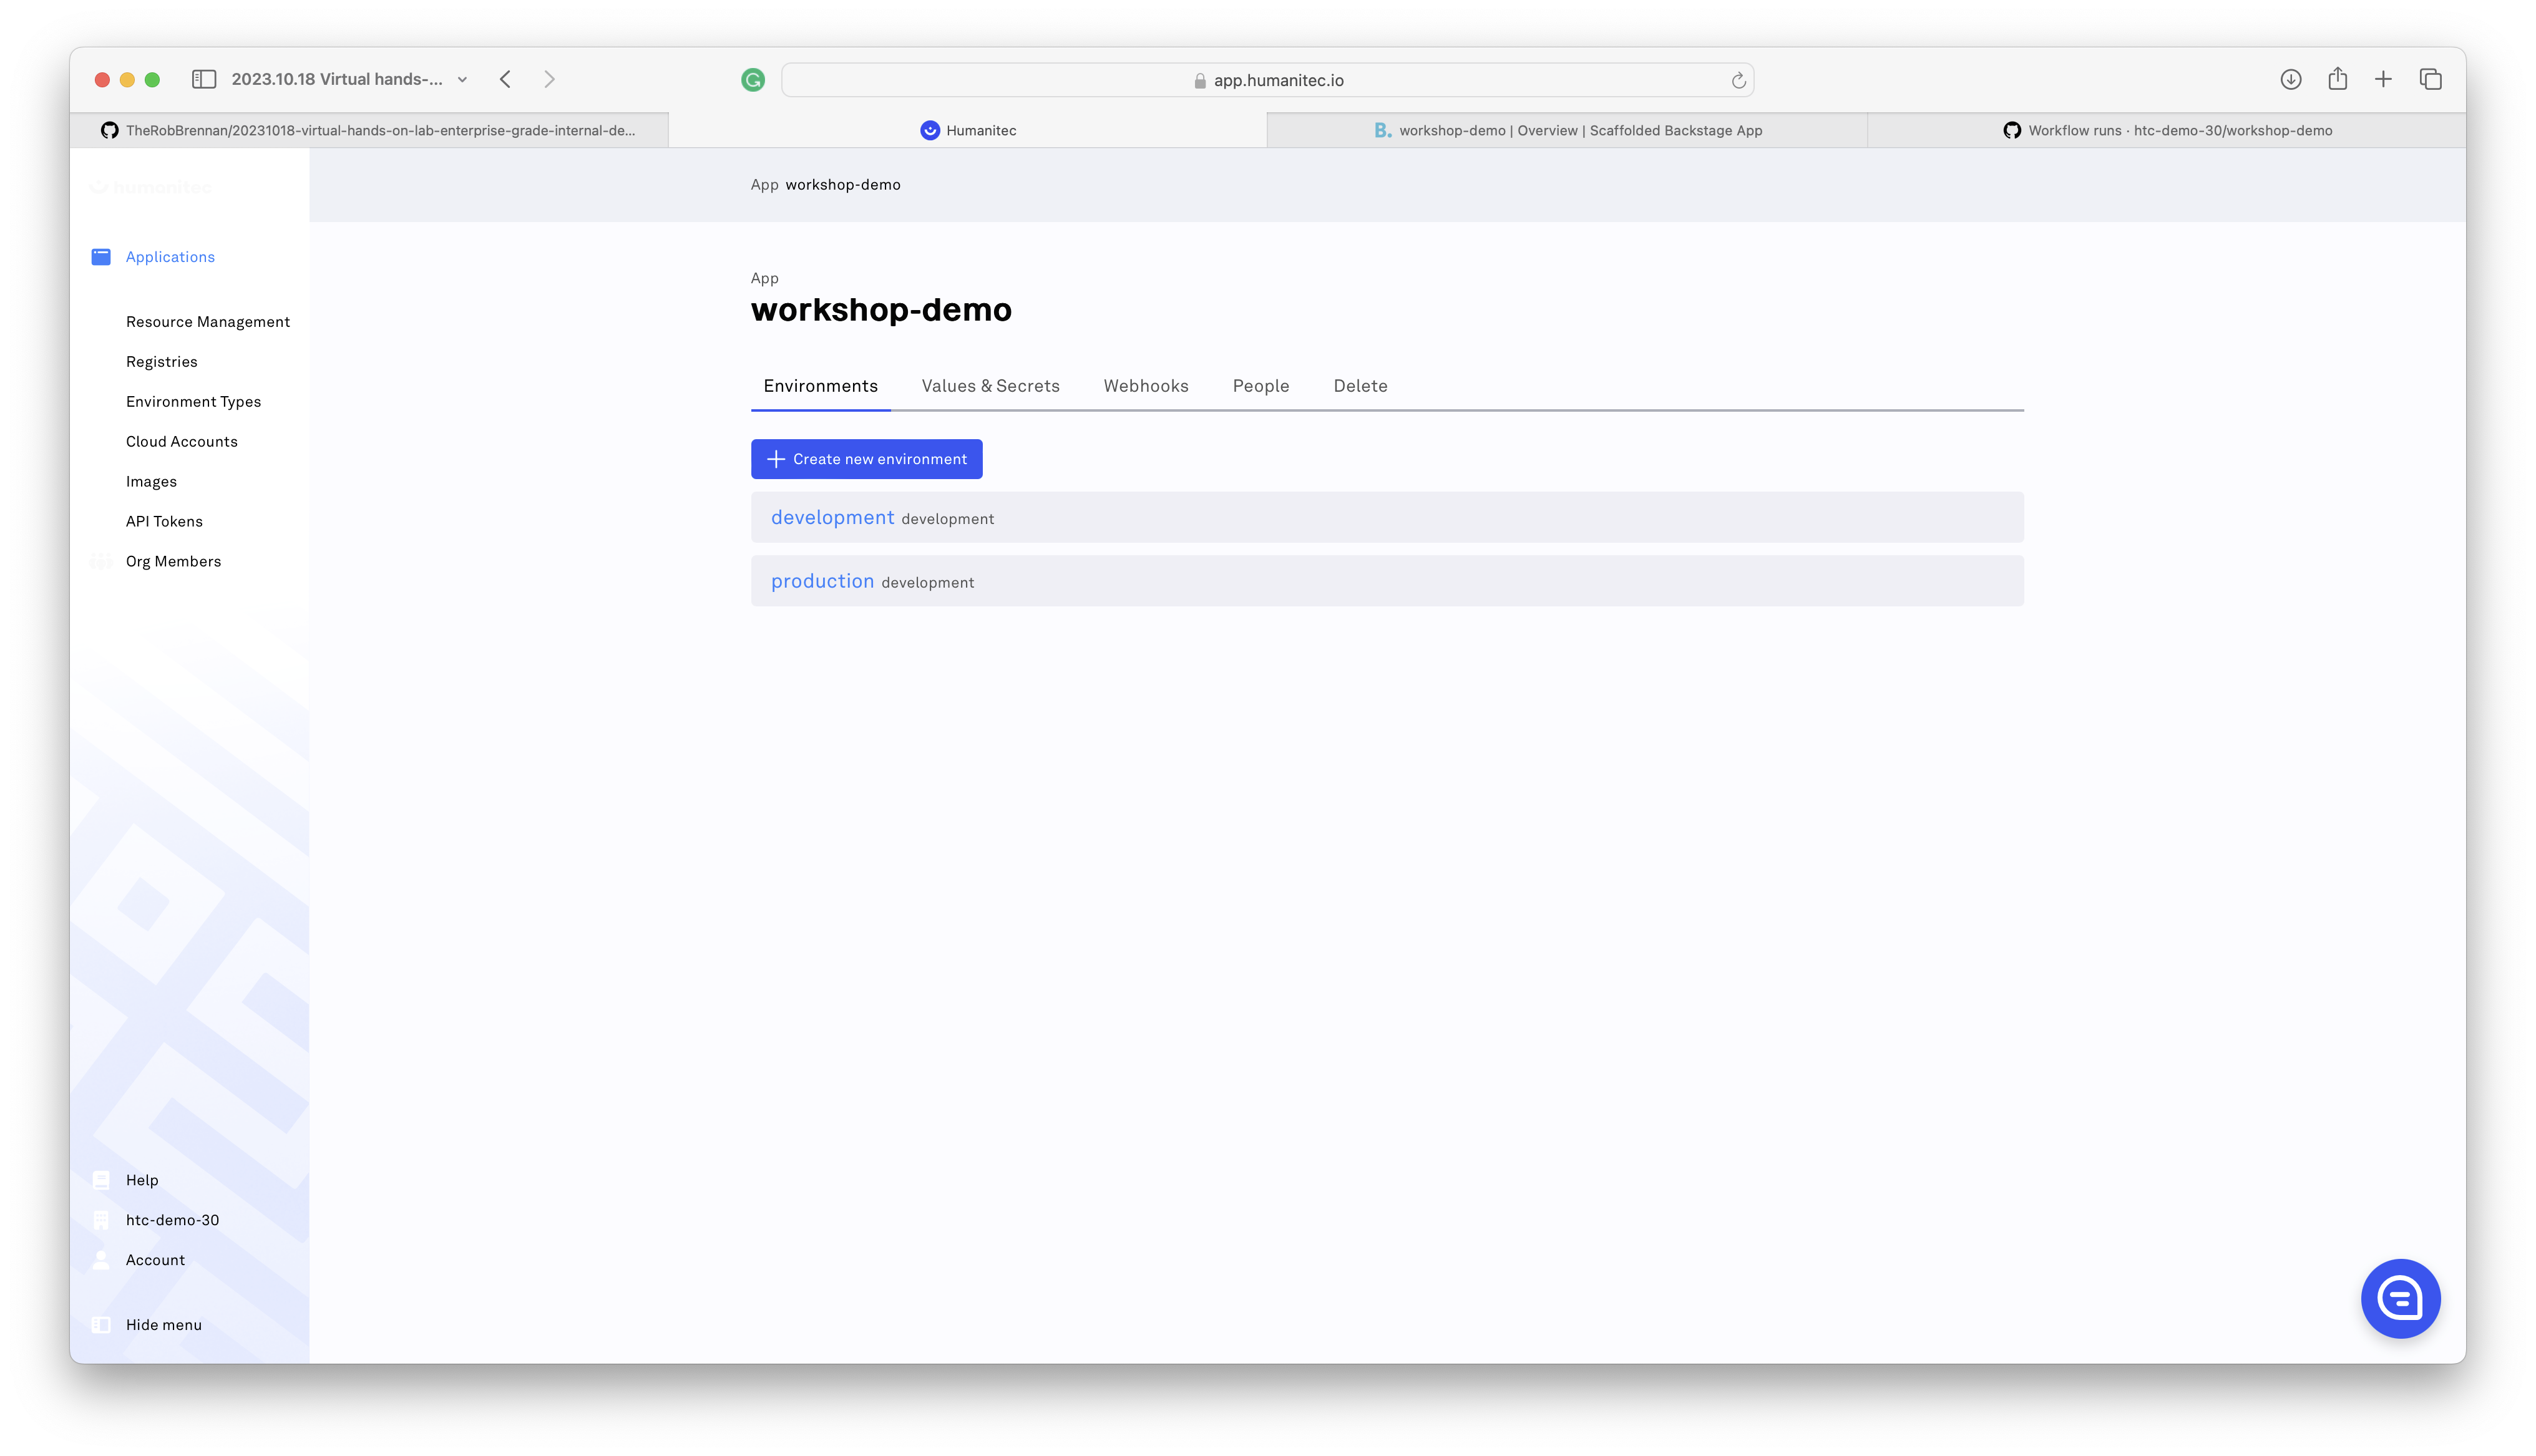 2023.10.18 Virtual hands-...
app.humanitec.io
TheRobBrennan/20231018-virtual-hands-on-lab-enterprise-grade-internal-de...
Humanitec
B. workshop-demo | Overview | Scaffolded Backstage App
Workflow runs · htc-demo-30/workshop-demo
humanitec
App workshop-demo
Applications
Resource Management
Registries
Environment Types
Cloud Accounts
Images
API Tokens
Org Members
App
workshop-demo
Environments
Values & Secrets
Webhooks
People
Delete
Create new environment
development development
production development
Help
htc-demo-30
Account
Hide menu